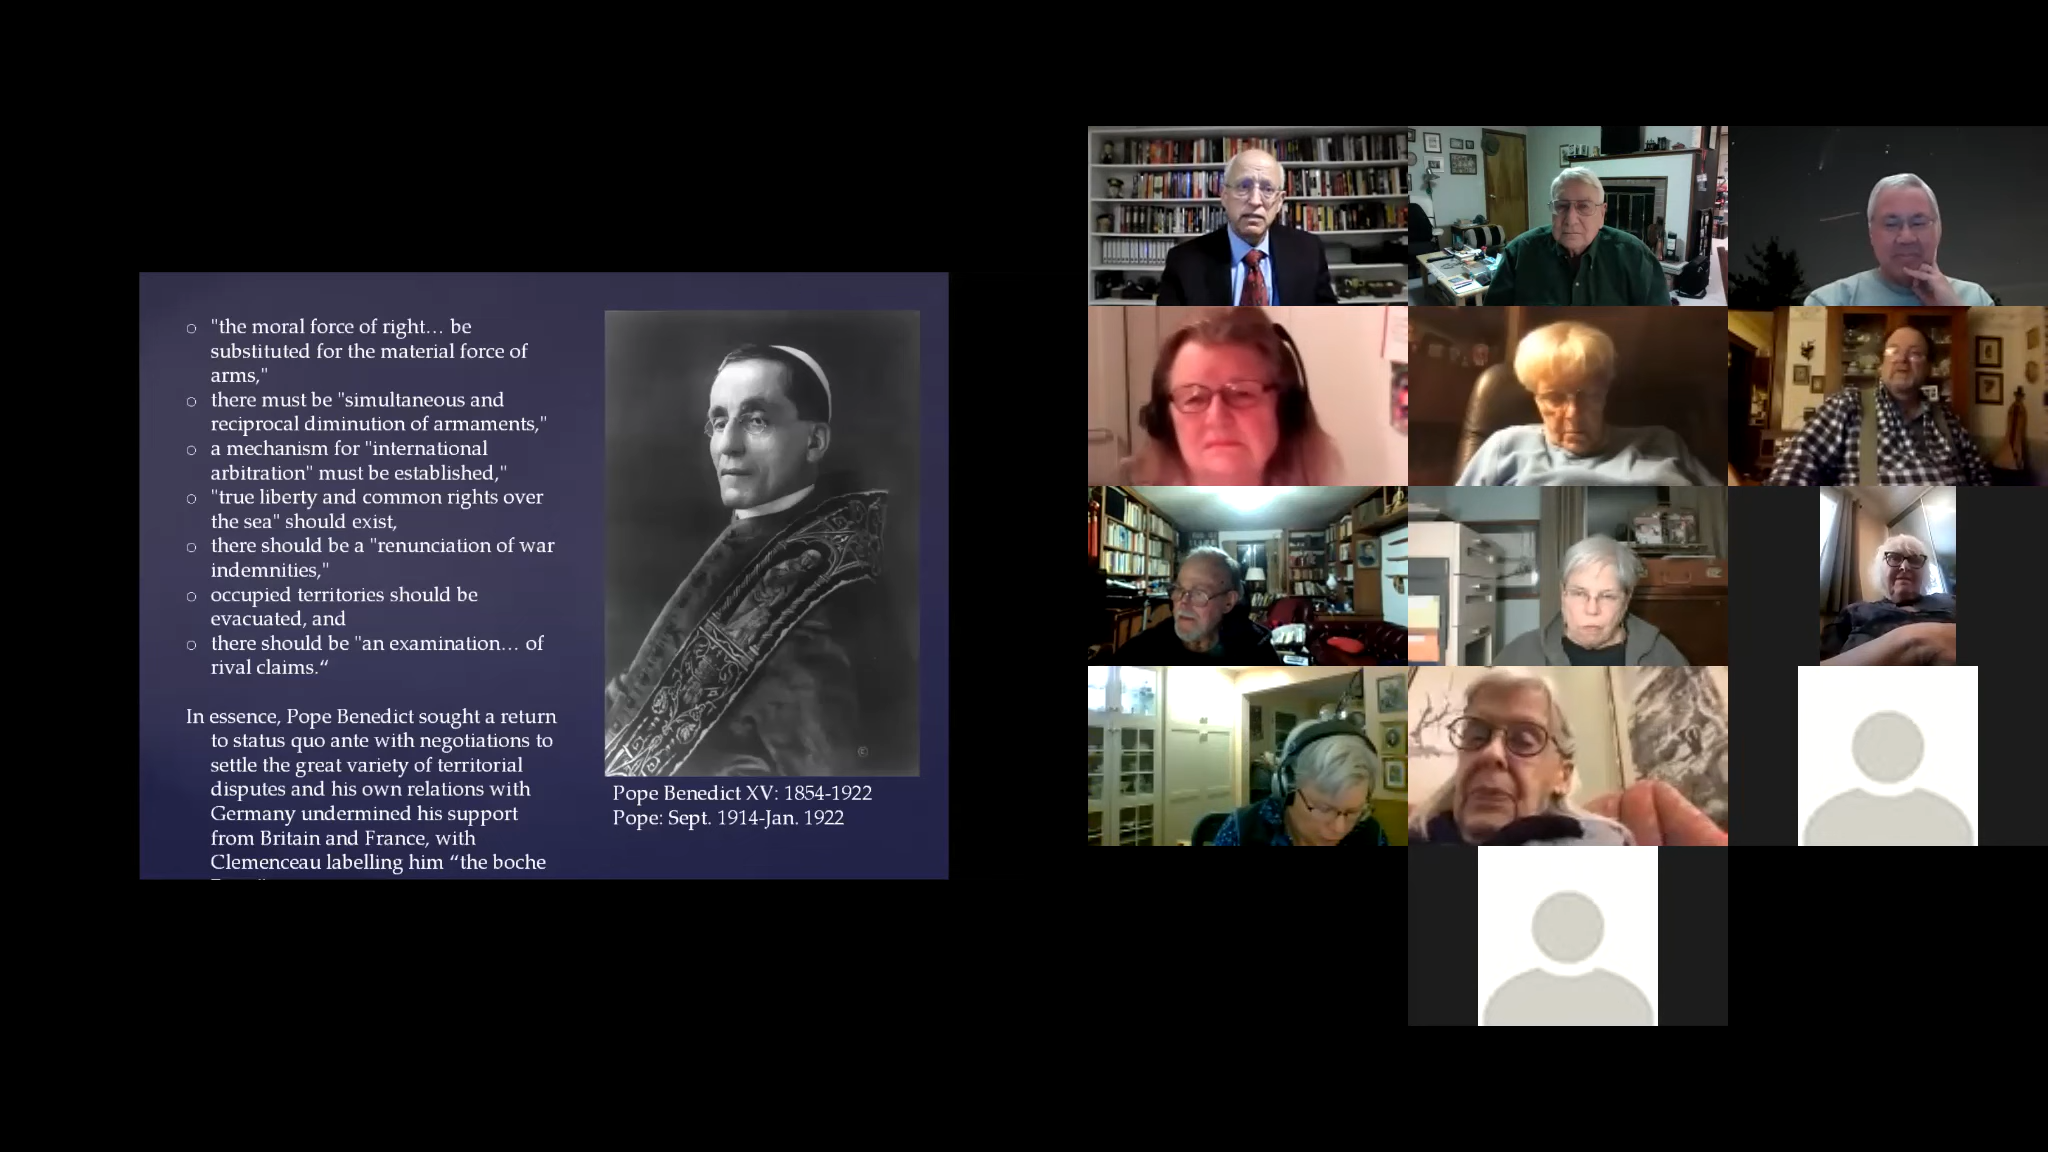 "the moral force of right… be
substituted for the material force of
arms,"
there must be "simultaneous and
reciprocal diminution of armaments,"
a mechanism for "international
arbitration" must be established,"
"true liberty and common rights over
the sea" should exist,
there should be a "renunciation of war
indemnities,"
occupied territories should be
evacuated, and
there should be "an examination… of
rival claims.“
In essence, Pope Benedict sought a return
to status quo ante with negotiations to
settle the great variety of territorial
disputes and his own relations with
Germany undermined his support
from Britain and France, with
Clemenceau labelling him “the boche
©
Pope Benedict XV: 1854-1922
Pope: Sept. 1914-Jan. 1922